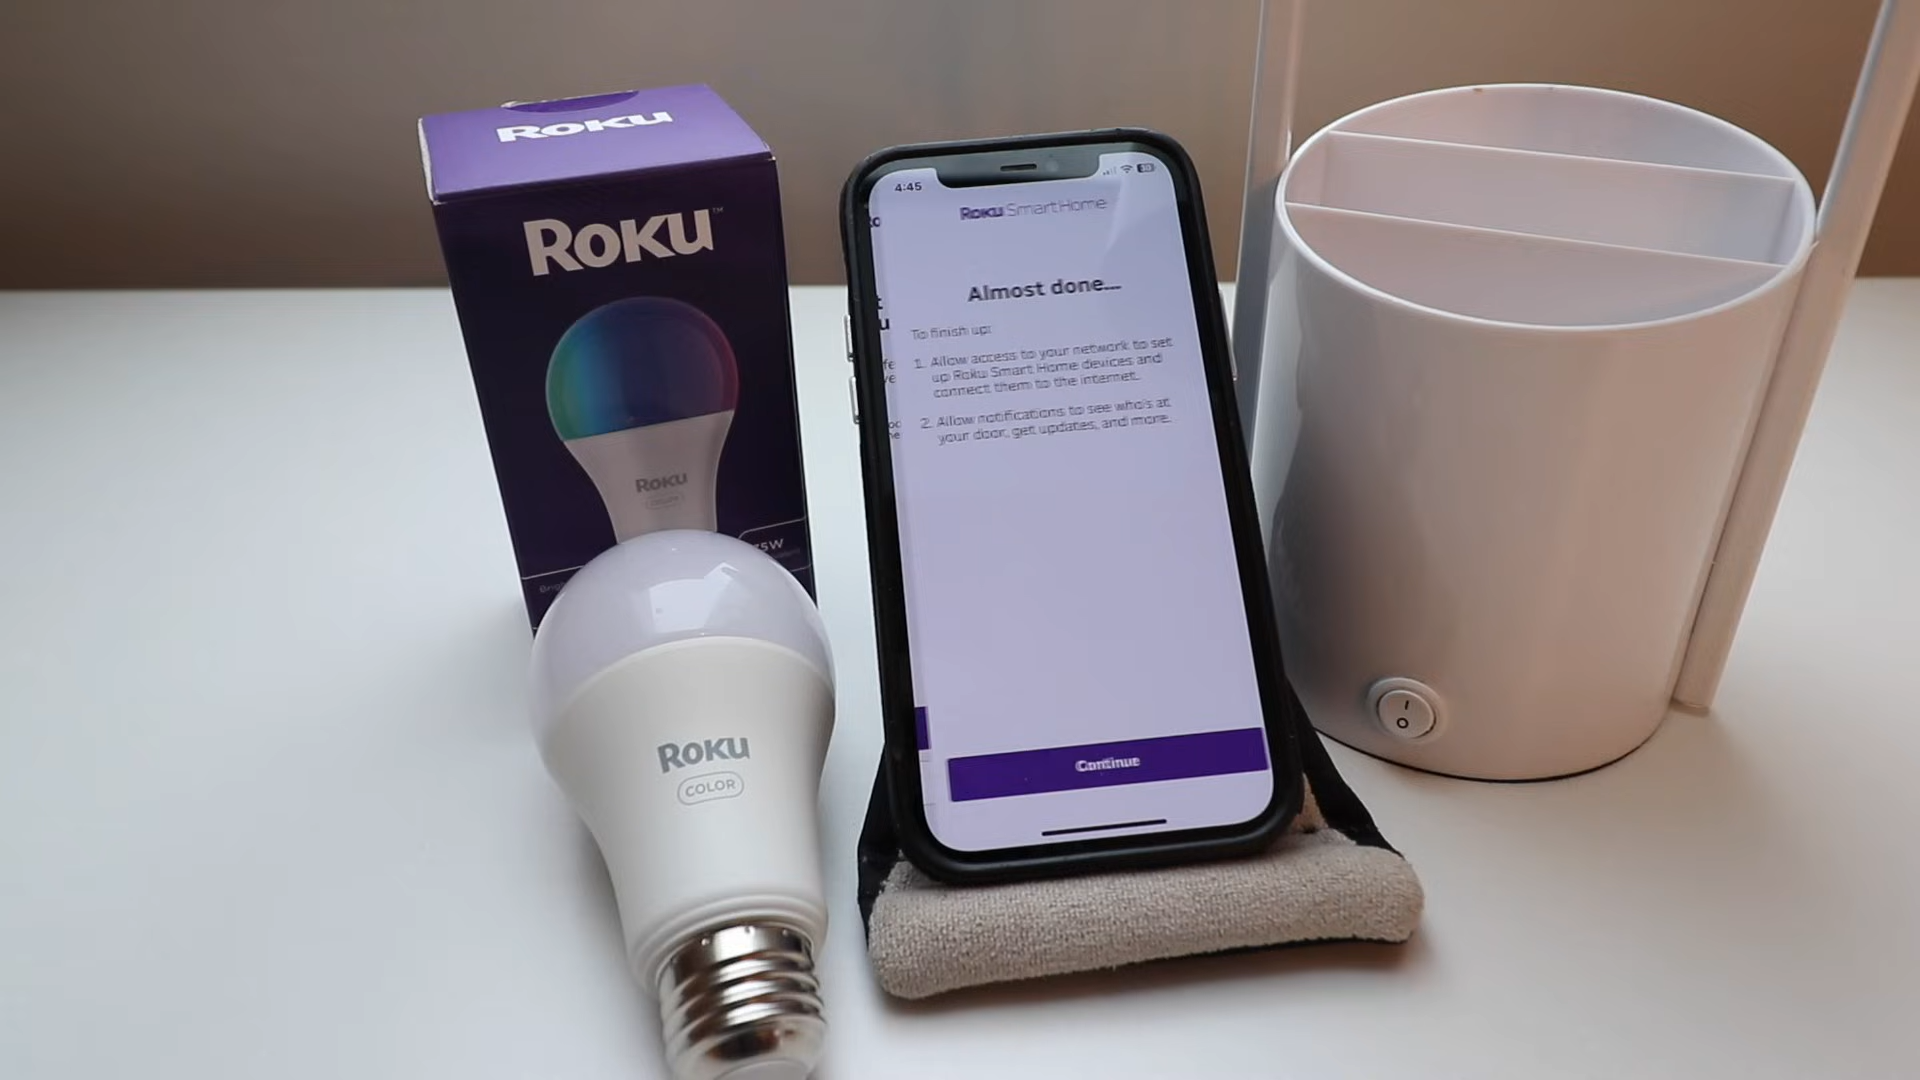 ROKU
ROKU™
ROKU
COLOR
75W
ROKU
COLOR
4:45
Roku Smart Home
Almost done...
To finish up:
1. Allow access to your network to set
up Roku Smart Home devices and
connect them to the internet.
2. Allow notifications to see who's at
your door, get updates, and more.
Continue